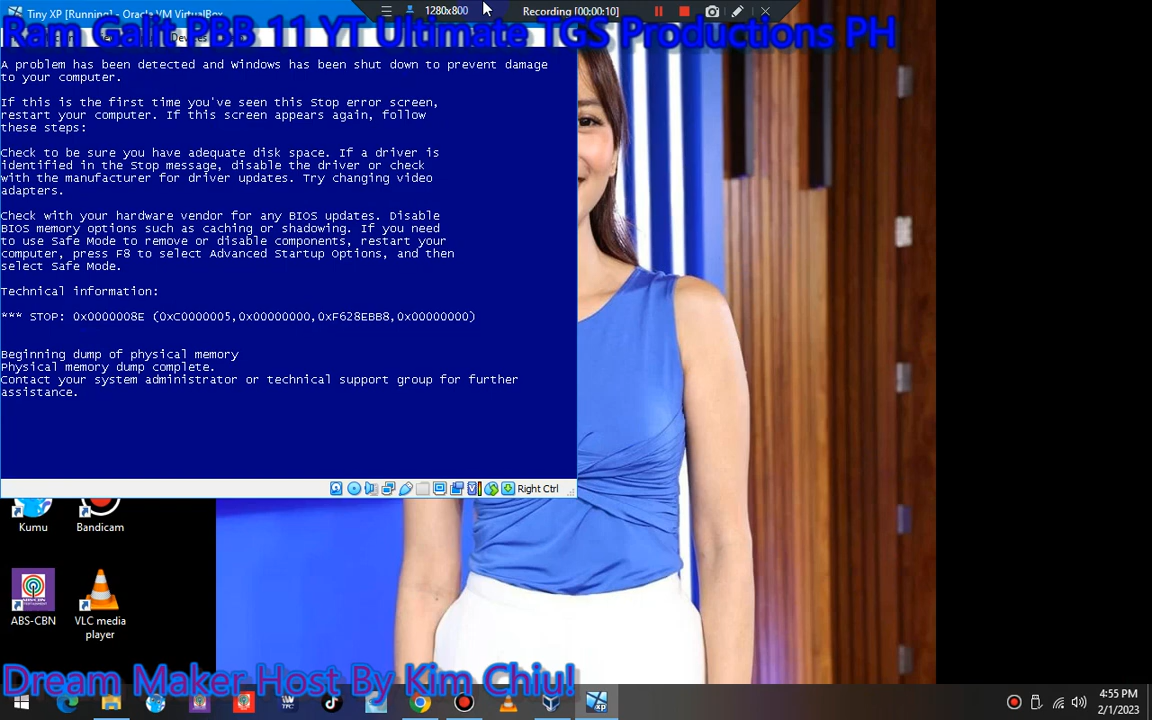 Tiny XP [Running] - Oracle VM VirtualBox
1280x800
Recording [00:00:10]
Ram Galit PBB 11 YT Ultimate TGS Productions PH
A problem has been detected and Windows has been shut down to prevent damage
to your computer.
If this is the first time you've seen this Stop error screen,
restart your computer. If this screen appears again, follow
these steps:
Check to be sure you have adequate disk space. If a driver is
identified in the Stop message, disable the driver or check
with the manufacturer for driver updates. Try changing video
adapters.
Check with your hardware vendor for any BIOS updates. Disable
BIOS memory options such as caching or shadowing. If you need
to use Safe Mode to remove or disable components, restart your
computer, press F8 to select Advanced Startup Options, and then
select Safe Mode.
Technical information:
*** STOP: 0x0000008E (0xC0000005,0x00000000,0xF628EBB8,0x00000000)
Beginning dump of physical memory
Physical memory dump complete.
Contact your system administrator or technical support group for further
assistance.
Right Ctrl
Kumu
Bandicam
ABS-CBN
VLC media
player
Dream Maker Host By Kim Chiu!
4:55 PM
2/1/2023